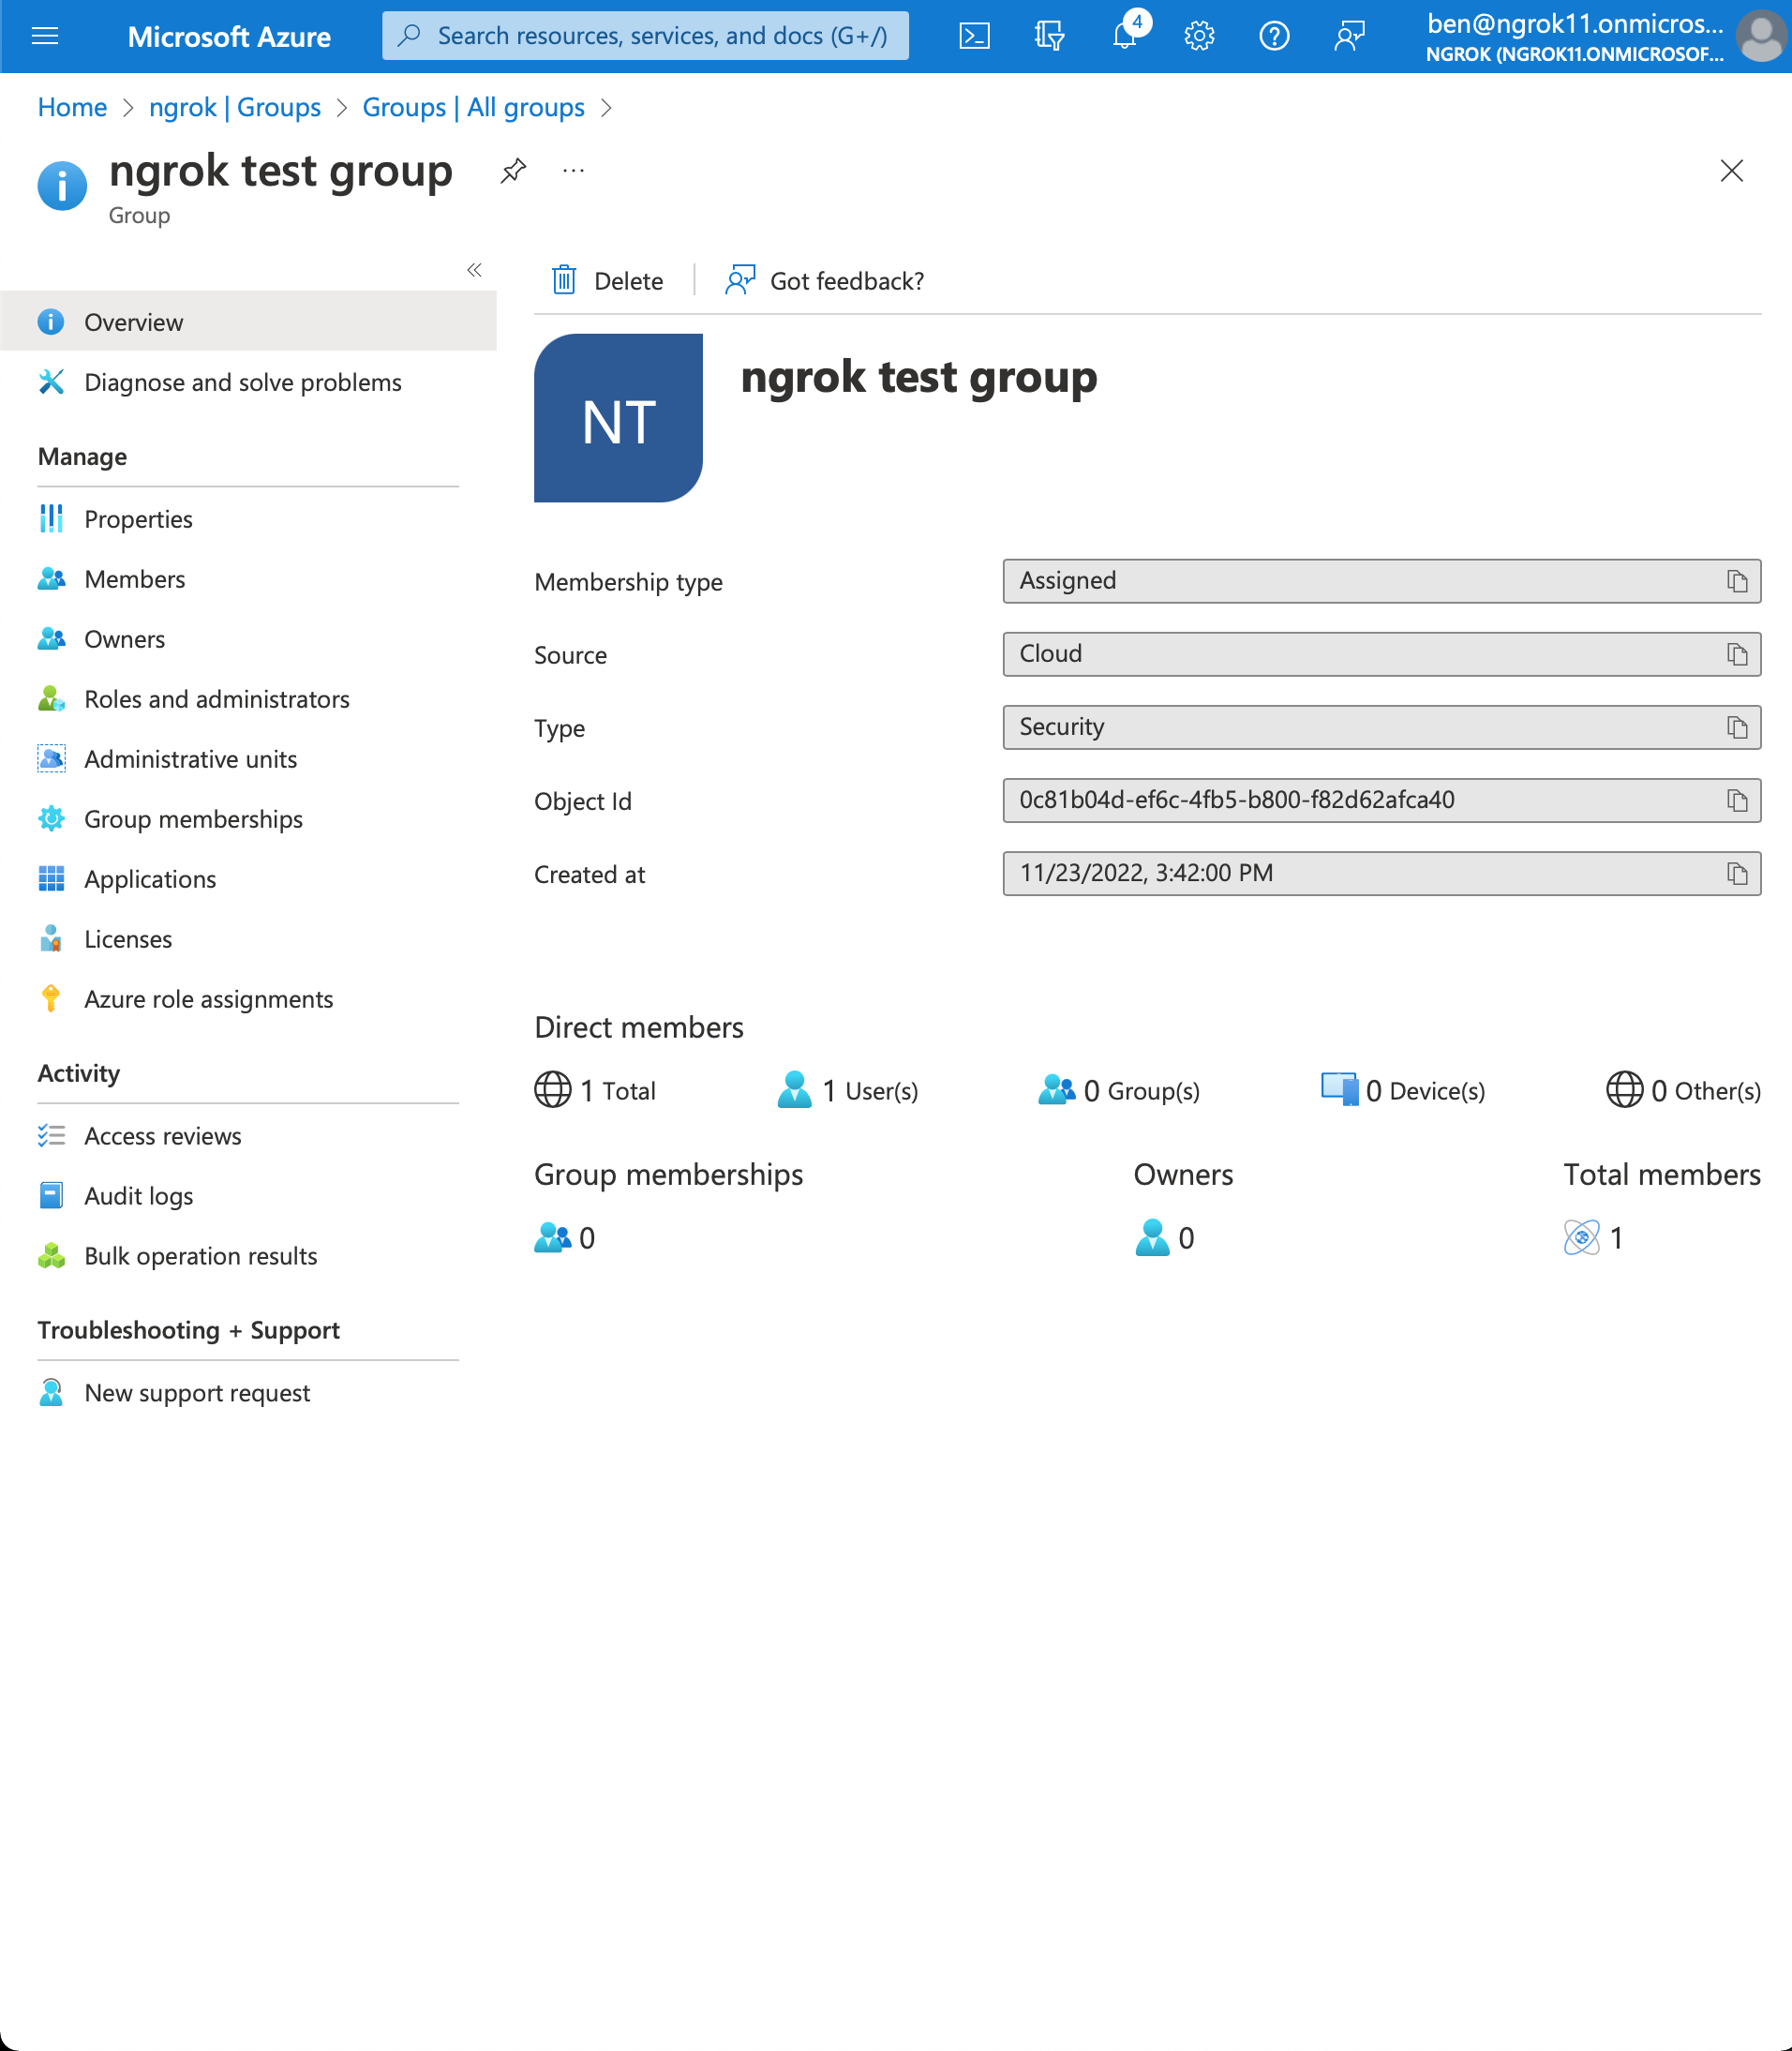 Microsoft Azure
Search resources, services, and docs (G+/)
4
ben@ngrok11.onmicros...
NGROK (NGROK11.ONMICROSOF...
Home > ngrok | Groups > Groups | All groups >
ngrok test group
...
Group
«
Delete
Got feedback?
Overview
Diagnose and solve problems
Manage
Properties
Members
Owners
Roles and administrators
Administrative units
Group memberships
Applications
Licenses
Azure role assignments
Activity
Access reviews
Audit logs
Bulk operation results
Troubleshooting + Support
New support request
NT
ngrok test group
Membership type
Assigned
Source
Cloud
Type
Security
Object Id
0c81b04d-ef6c-4fb5-b800-f82d62afca40
Created at
11/23/2022, 3:42:00 PM
Direct members
1 Total
1 User(s)
0 Group(s)
0 Device(s)
0 Other(s)
Group memberships
0
Owners
0
Total members
1